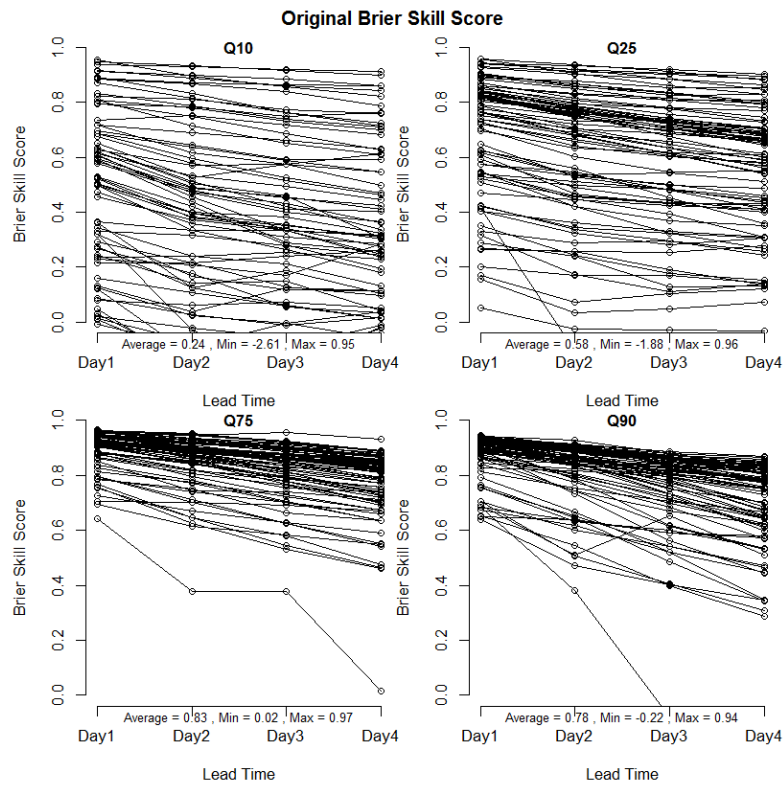 Original Brier Skill Score
Q10
Brier Skill Score
1.0
0.8
0.6
0.4
0.2
0.0
Average = 0.24 , Min = -2.61 , Max = 0.95
Day1 Day2 Day3 Day4
Lead Time
Q25
Brier Skill Score
1.0
0.8
0.6
0.4
0.2
0.0
Average = 0.58 , Min = -1.88 , Max = 0.96
Day1 Day2 Day3 Day4
Lead Time
Q75
Brier Skill Score
1.0
0.8
0.6
0.4
0.2
0.0
Average = 0.83 , Min = 0.02 , Max = 0.97
Day1 Day2 Day3 Day4
Lead Time
Q90
Brier Skill Score
1.0
0.8
0.6
0.4
0.2
0.0
Average = 0.78 , Min = -0.22 , Max = 0.94
Day1 Day2 Day3 Day4
Lead Time